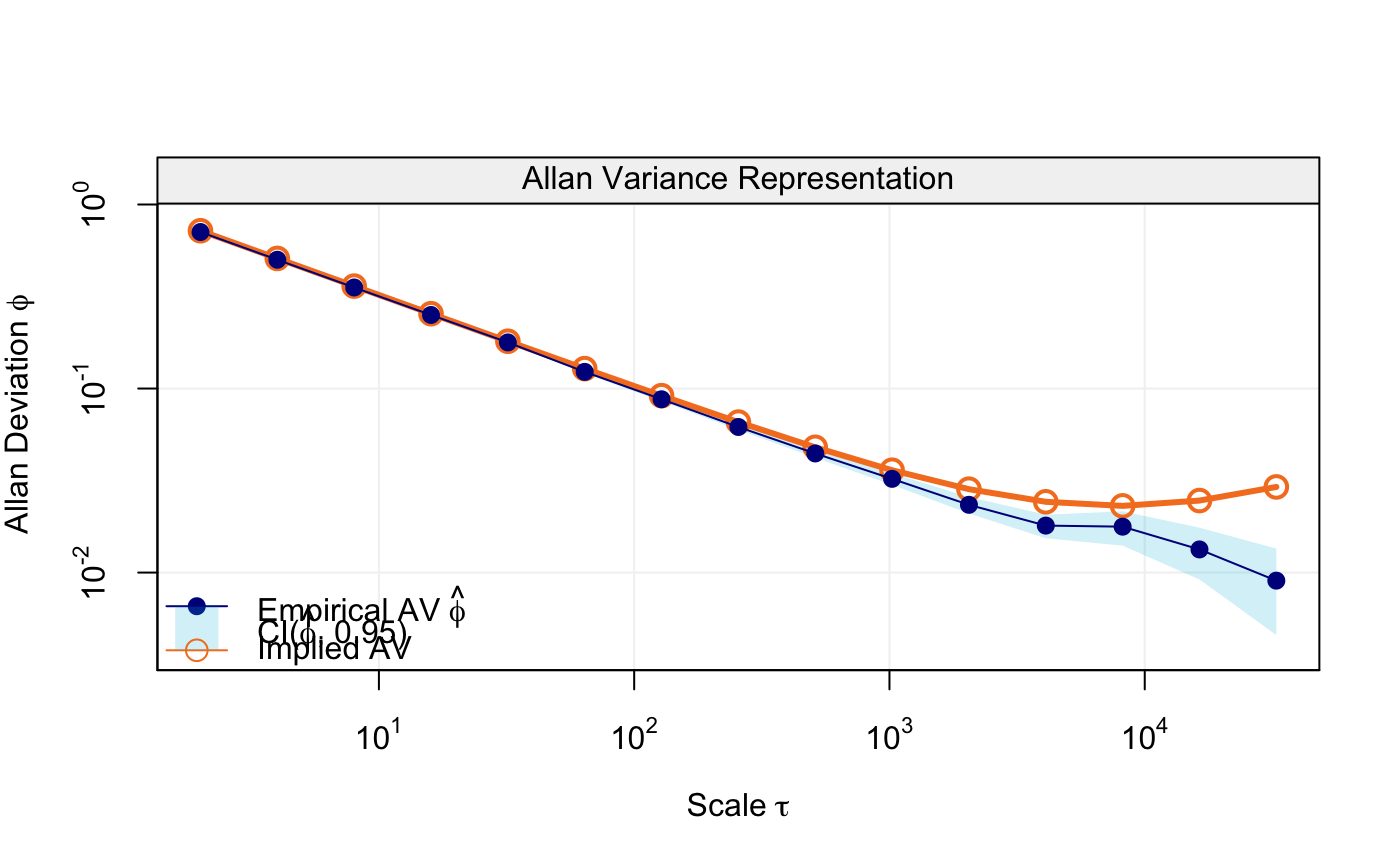 Allan Variance Representation
Allan Deviation ϕ
10^0
10^-1
10^-2
Empirical AV ϕ̂
CI(ϕ̂, 0.95)
Implied AV
10^1 10^2 10^3 10^4
Scale τ